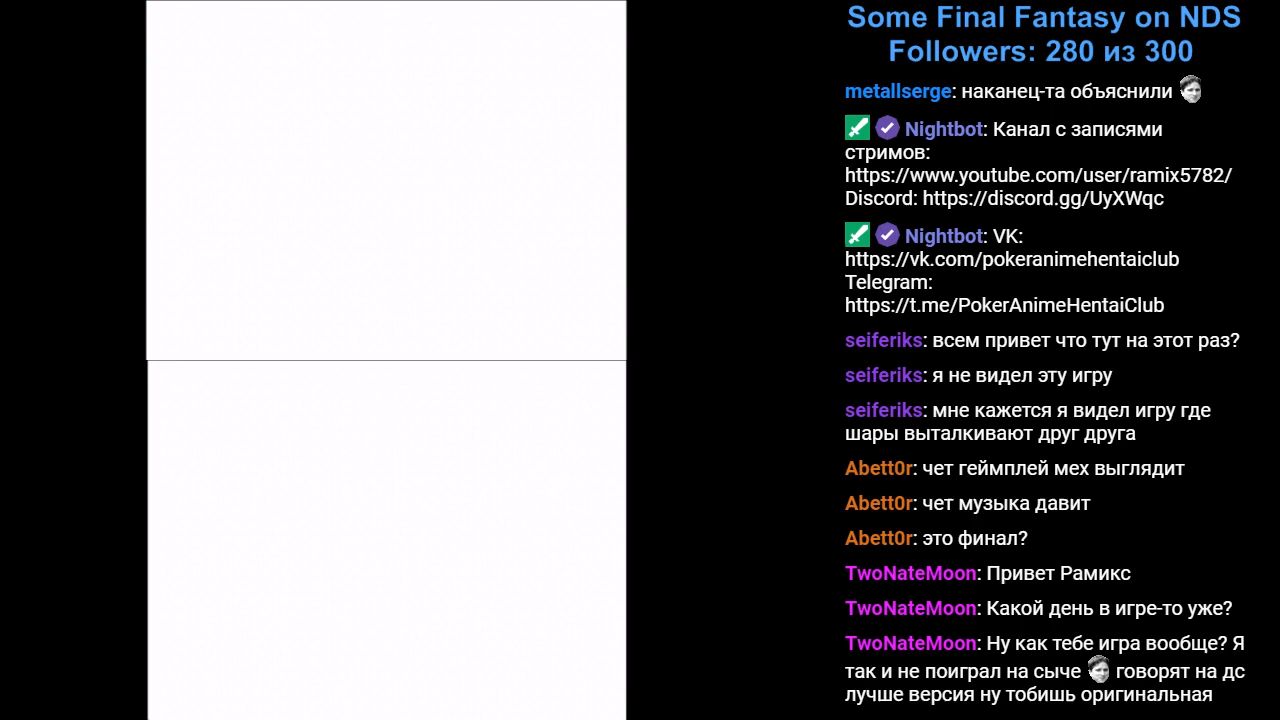 Some Final Fantasy on NDS
Followers: 280 из 300
metallserge: наканец-та объяснили
Nightbot: Канал с записями
стримов:
https://www.youtube.com/user/ramix5782/
Discord: https://discord.gg/UyXWqc
Nightbot: VK:
https://vk.com/pokeranimehentaiclub
Telegram:
https://t.me/PokerAnimeHentaiClub
seiferiks: всем привет что тут на этот раз?
seiferiks: я не видел эту игру
seiferiks: мне кажется я видел игру где
шары выталкивают друг друга
Abett0r: чет геймплей мех выглядит
Abett0r: чет музыка давит
Abett0r: это финал?
TwoNateMoon: Привет Рамикс
TwoNateMoon: Какой день в игре-то уже?
TwoNateMoon: Ну как тебе игра вообще? Я
так и не поиграл на сыче говорят на дс
лучше версия ну тобишь оригинальная